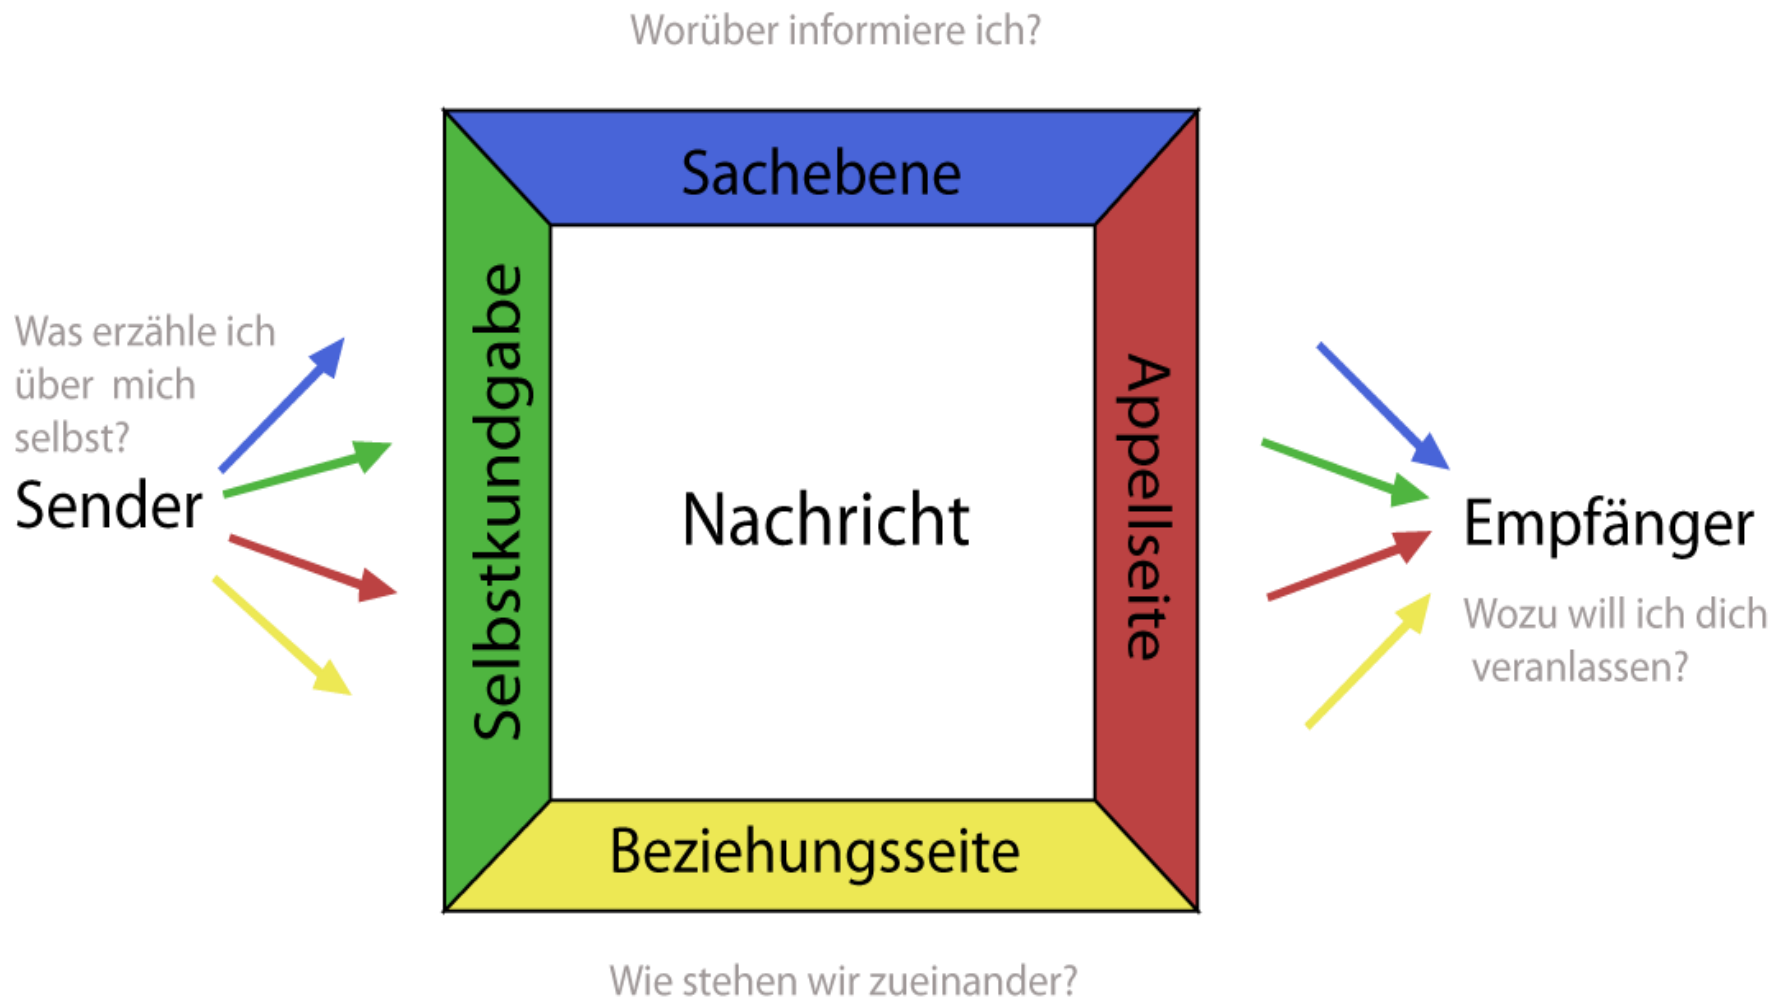 Worüber informiere ich?
Sachebene
Was erzähle ich
über mich
selbst?
Sender
Selbstkundgabe
Nachricht
Appellseite
Empfänger
Wozu will ich dich
veranlassen?
Beziehungsseite
Wie stehen wir zueinander?